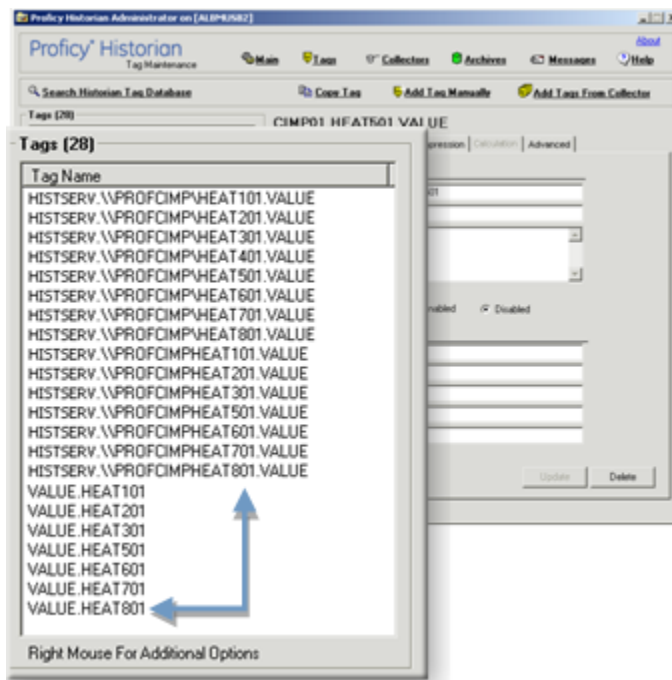 Proficy Historian Administrator on [ALBMUSB2]
About
Proficy* Historian
Tag Maintenance
Main
Tags
Collectors
Archives
Messages
Help
Search Historian Tag Database
Copy Tag
Add Tag Manually
Add Tags From Collector
Tags (28)
CIMP01 HEAT501 VALUE
Calculation
Advanced
Tags (28)
Tag Name
HISTSERV.\\PROFCIMP\HEAT101.VALUE
HISTSERV.\\PROFCIMP\HEAT201.VALUE
HISTSERV.\\PROFCIMP\HEAT301.VALUE
HISTSERV.\\PROFCIMP\HEAT401.VALUE
HISTSERV.\\PROFCIMP\HEAT501.VALUE
HISTSERV.\\PROFCIMP\HEAT601.VALUE
HISTSERV.\\PROFCIMP\HEAT701.VALUE
HISTSERV.\\PROFCIMP\HEAT801.VALUE
HISTSERV.\\PROFCIMPHEAT101.VALUE
HISTSERV.\\PROFCIMPHEAT201.VALUE
HISTSERV.\\PROFCIMPHEAT301.VALUE
HISTSERV.\\PROFCIMPHEAT501.VALUE
HISTSERV.\\PROFCIMPHEAT601.VALUE
HISTSERV.\\PROFCIMPHEAT701.VALUE
HISTSERV.\\PROFCIMPHEAT801.VALUE
VALUE.HEAT101
VALUE.HEAT201
VALUE.HEAT301
VALUE.HEAT501
VALUE.HEAT601
VALUE.HEAT701
VALUE.HEAT801
Right Mouse For Additional Options
Disabled
Update
Delete